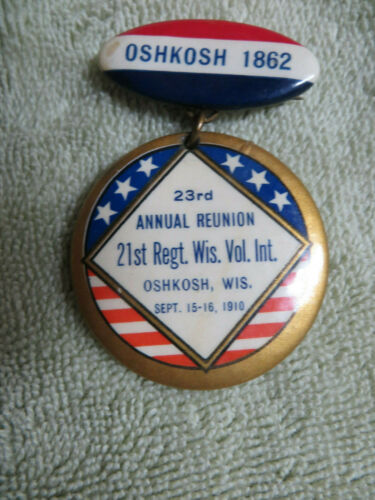 OSHKOSH 1862
23rd
ANNUAL REUNION
21st Regt. Wis. Vol. Int.
OSHKOSH, WIS.
SEPT. 15-16, 1910